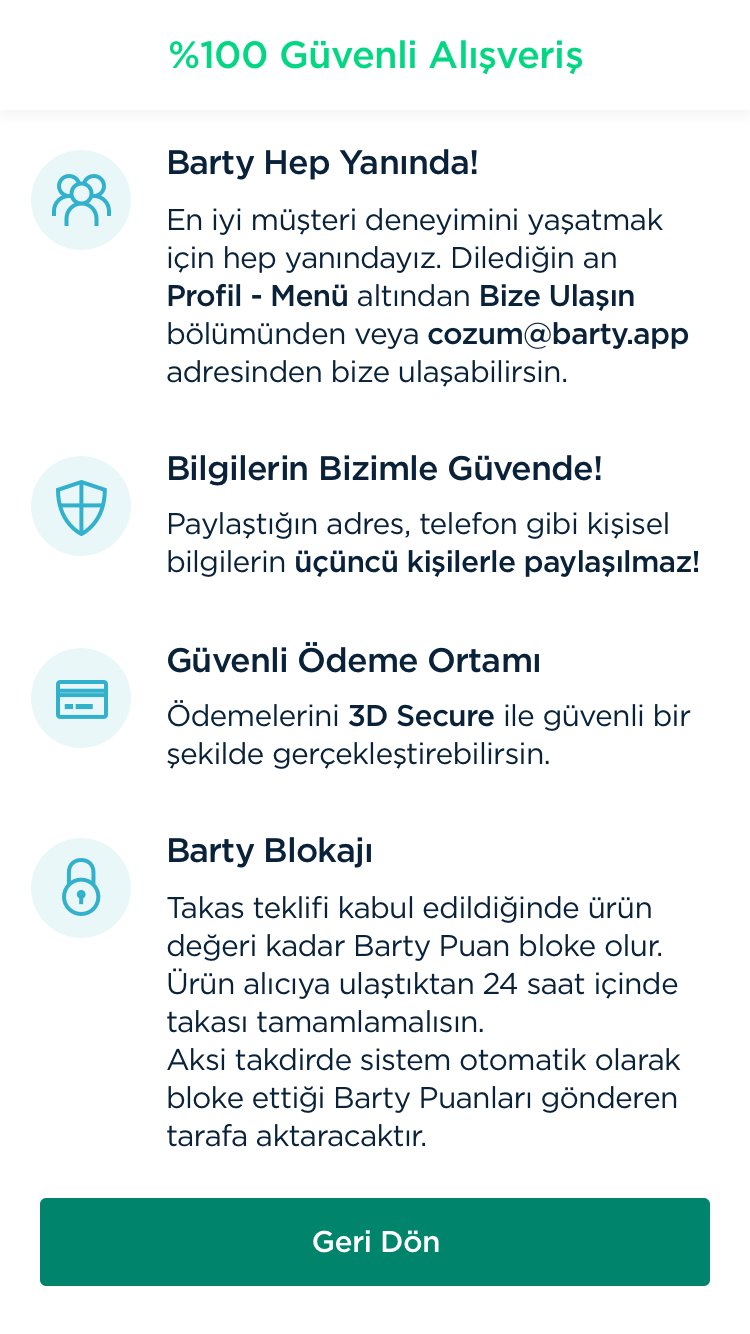 %100 Güvenli Alışveriş
Barty Hep Yanında!
En iyi müşteri deneyimini yaşatmak
için hep yanındayız. Dilediğin an
Profil - Menü altından Bize Ulaşın
bölümünden veya cozum@barty.app
adresinden bize ulaşabilirsin.
Bilgilerin Bizimle Güvende!
Paylaştığın adres, telefon gibi kişisel
bilgilerin üçüncü kişilerle paylaşılmaz!
Güvenli Ödeme Ortamı
Ödemelerini 3D Secure ile güvenli bir
şekilde gerçekleştirebilirsin.
Barty Blokajı
Takas teklifi kabul edildiğinde ürün
değeri kadar Barty Puan bloke olur.
Ürün alıcıya ulaştıktan 24 saat içinde
takası tamamlamalısın.
Aksi takdirde sistem otomatik olarak
bloke ettiği Barty Puanları gönderen
tarafa aktaracaktır.
Geri Dön